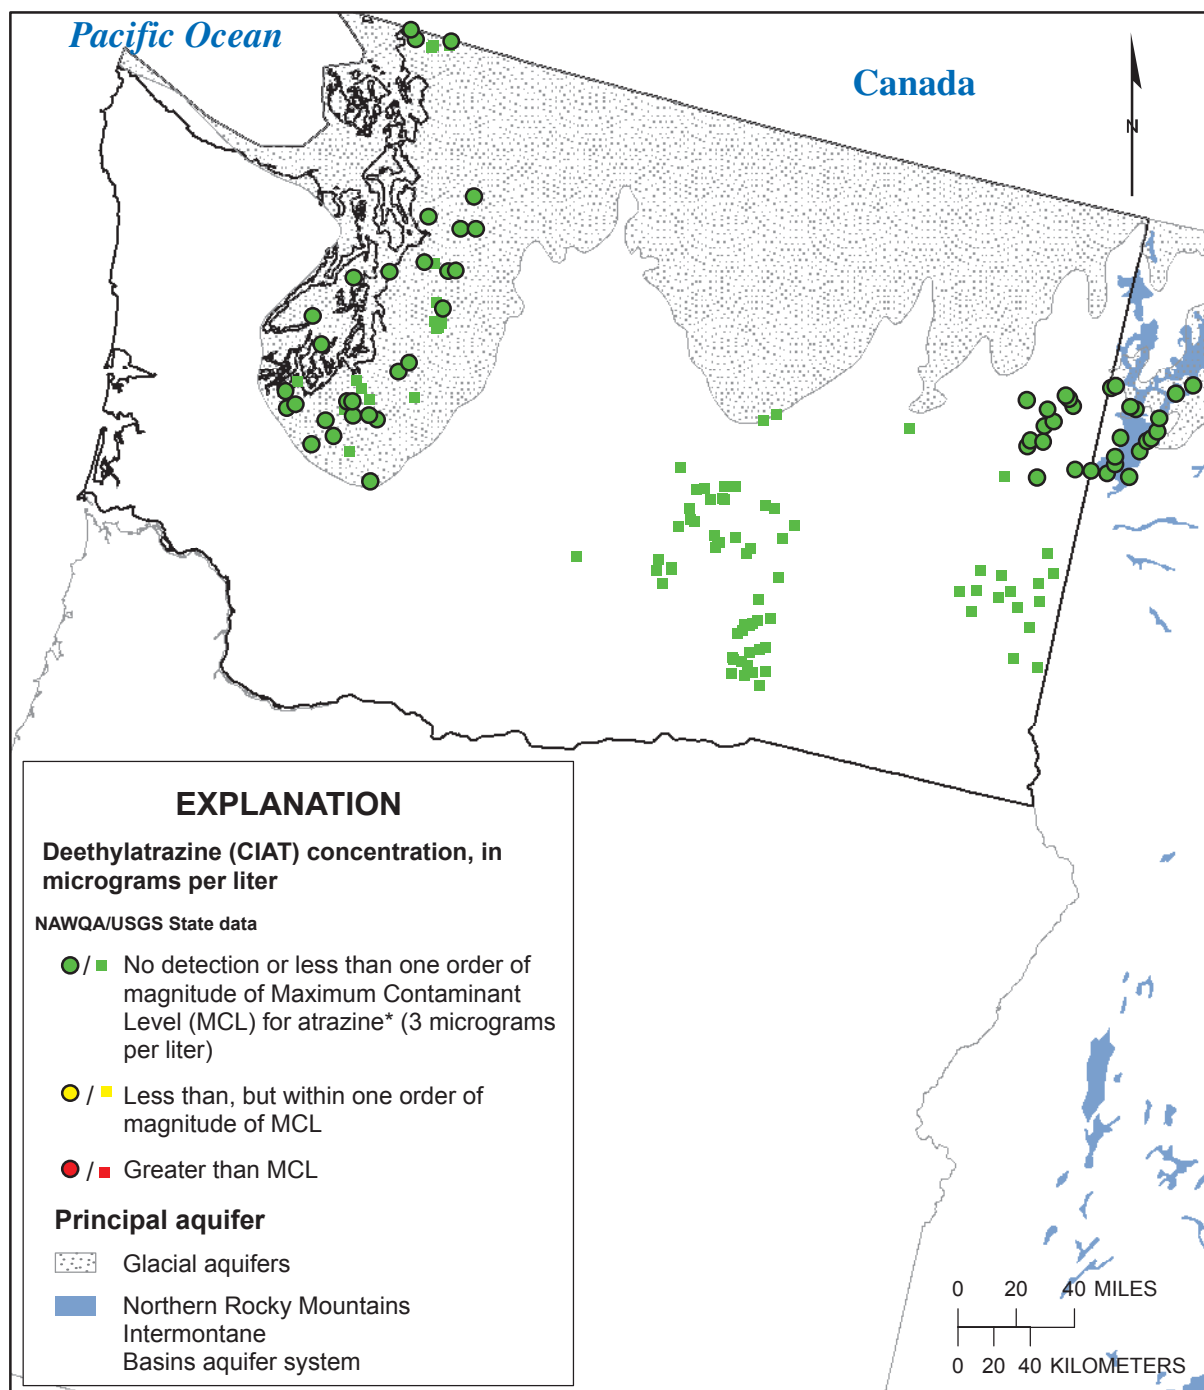 Pacific Ocean
Canada
N
EXPLANATION
Deethylatrazine (CIAT) concentration, in
micrograms per liter
NAWQA/USGS State data
/ No detection or less than one order of
magnitude of Maximum Contaminant
Level (MCL) for atrazine* (3 micrograms
per liter)
/ Less than, but within one order of
magnitude of MCL
/ Greater than MCL
Principal aquifer
Glacial aquifers
Northern Rocky Mountains
Intermontane
Basins aquifer system
0 20 40 MILES
0 20 40 KILOMETERS